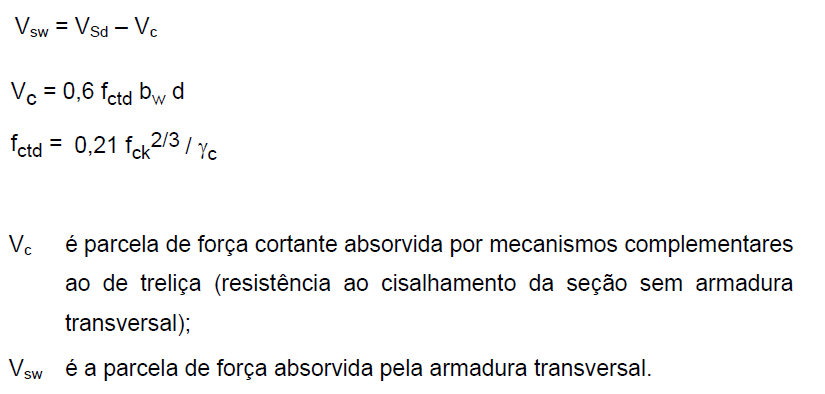 Vsw = VSd – Vc
Vc = 0,6 fctd bw d
fctd = 0,21 fck2/3 / γc
Vc é parcela de força cortante absorvida por mecanismos complementares
ao de treliça (resistência ao cisalhamento da seção sem armadura
transversal);
Vsw é a parcela de força absorvida pela armadura transversal.